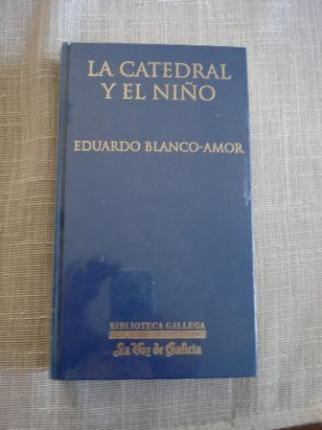 LA CATEDRAL
Y EL NIÑO
EDUARDO BLANCO-AMOR
BIBLIOTECA GALLEGA
La Voz de Galicia